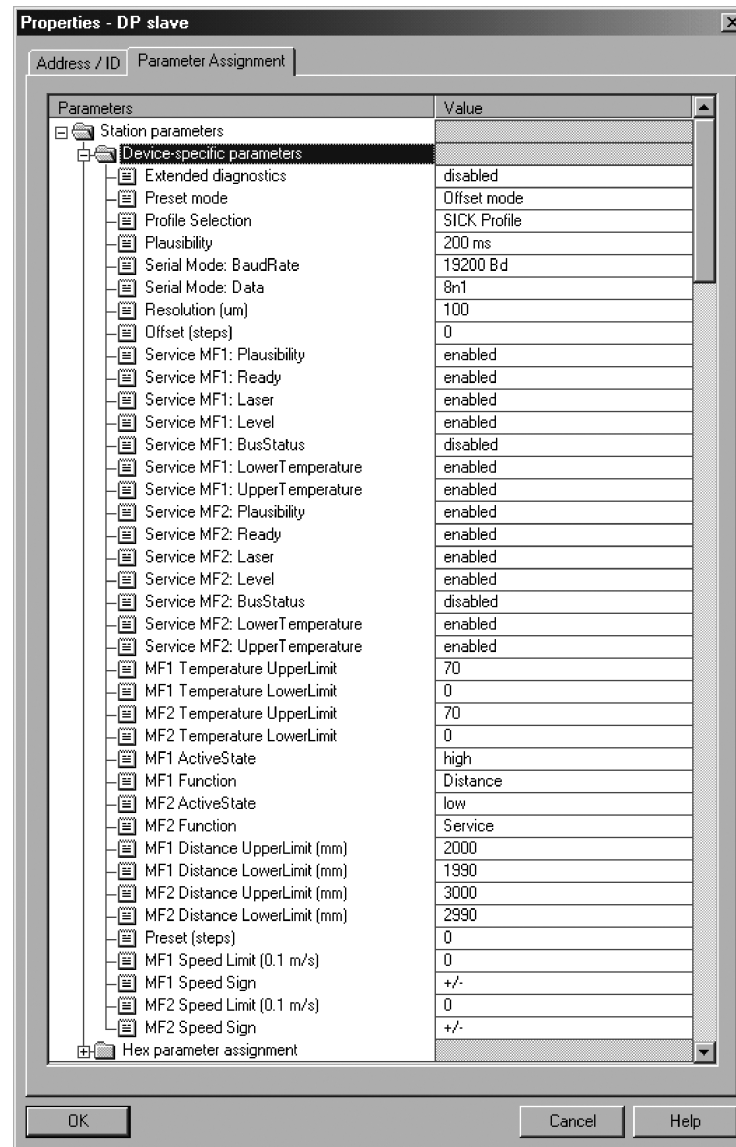 Properties - DP slave
Address / ID Parameter Assignment
Parameters Value
Station parameters
Device-specific parameters
Extended diagnostics disabled
Preset mode Offset mode
Profile Selection SICK Profile
Plausibility 200 ms
Serial Mode: BaudRate 19200 Bd
Serial Mode: Data 8n1
Resolution (um) 100
Offset (steps) 0
Service MF1: Plausibility enabled
Service MF1: Ready enabled
Service MF1: Laser enabled
Service MF1: Level enabled
Service MF1: BusStatus disabled
Service MF1: LowerTemperature enabled
Service MF1: UpperTemperature enabled
Service MF2: Plausibility enabled
Service MF2: Ready enabled
Service MF2: Laser enabled
Service MF2: Level enabled
Service MF2: BusStatus disabled
Service MF2: LowerTemperature enabled
Service MF2: UpperTemperature enabled
MF1 Temperature UpperLimit 70
MF1 Temperature LowerLimit 0
MF2 Temperature UpperLimit 70
MF2 Temperature LowerLimit 0
MF1 ActiveState high
MF1 Function Distance
MF2 ActiveState low
MF2 Function Service
MF1 Distance UpperLimit (mm) 2000
MF1 Distance LowerLimit (mm) 1990
MF2 Distance UpperLimit (mm) 3000
MF2 Distance LowerLimit (mm) 2990
Preset (steps) 0
MF1 Speed Limit (0.1 m/s) 0
MF1 Speed Sign +/-
MF2 Speed Limit (0.1 m/s) 0
MF2 Speed Sign +/-
Hex parameter assignment
OK Cancel Help